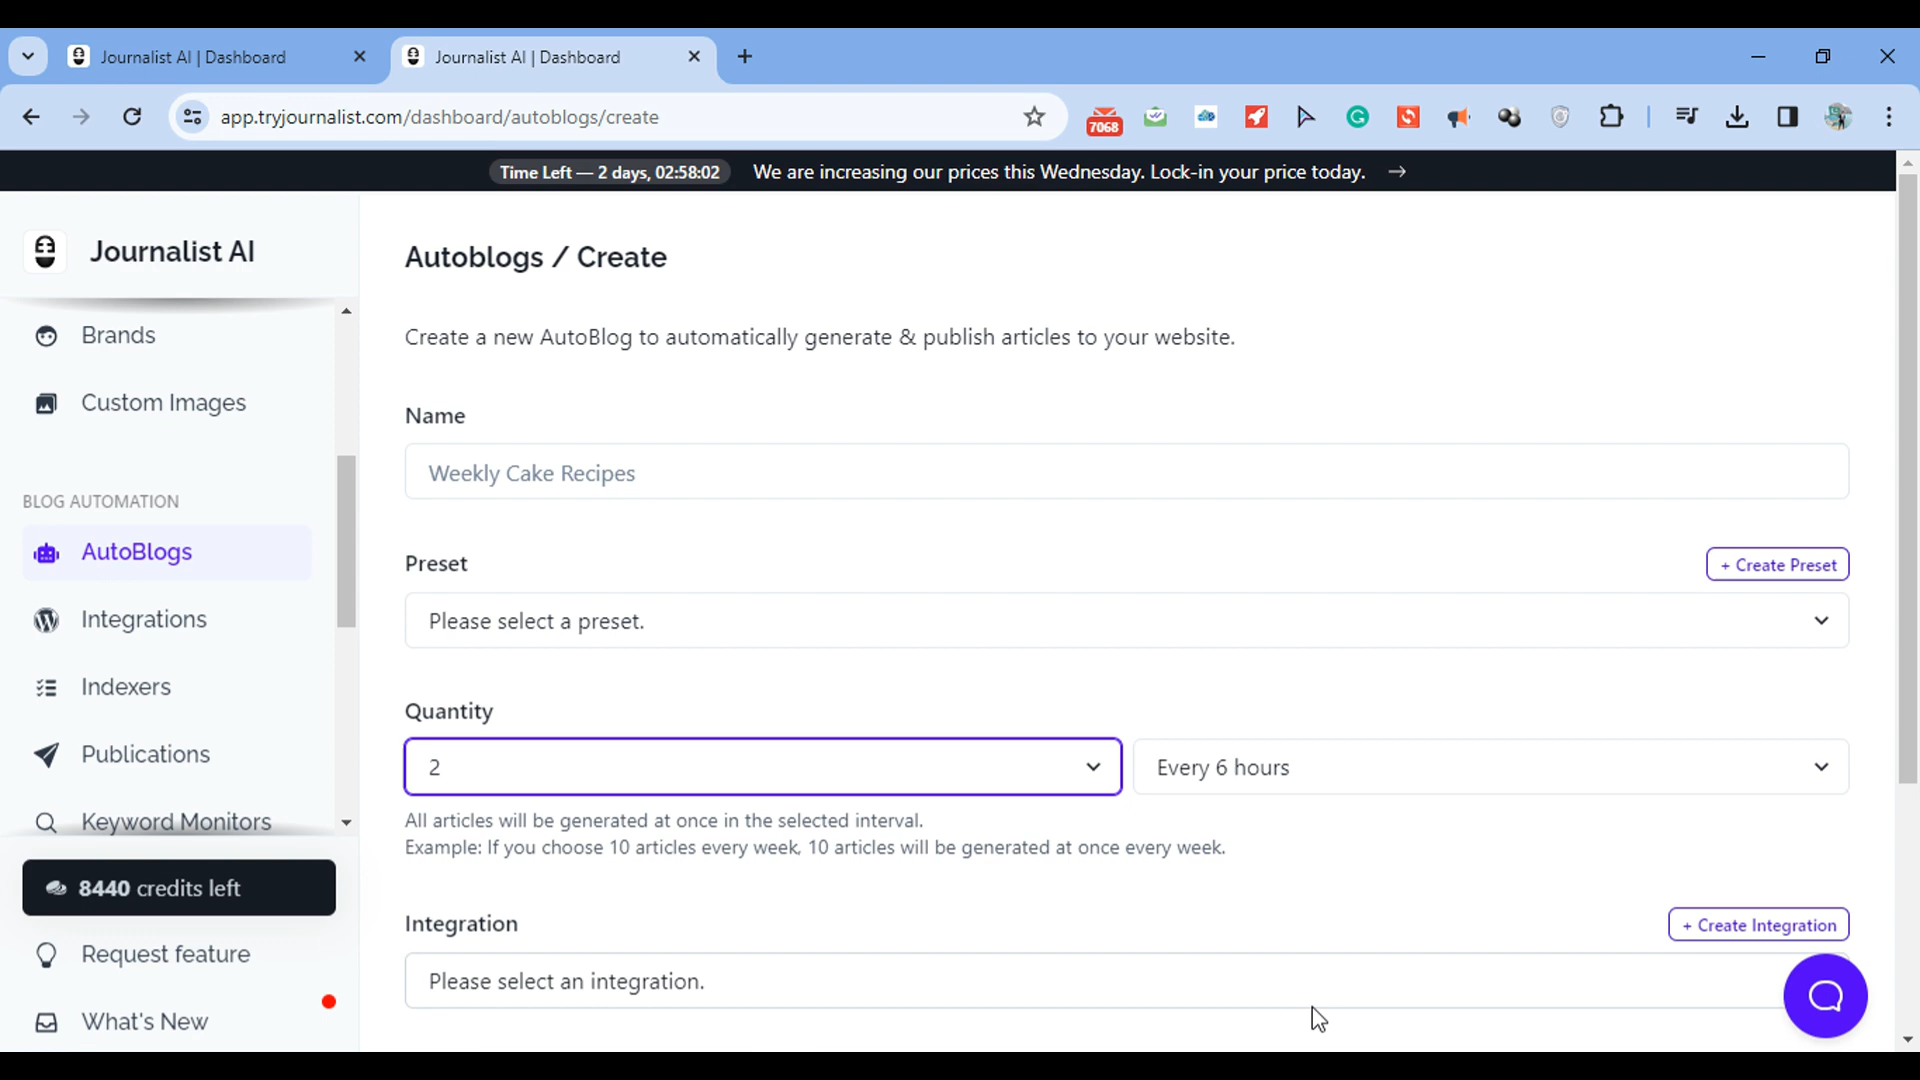 Journalist AI | Dashboard
Journalist AI | Dashboard
app.tryjournalist.com/dashboard/autoblogs/create
7068
Time Left — 2 days, 02:58:02 We are increasing our prices this Wednesday. Lock-in your price today. →
Journalist AI
Brands
Custom Images
BLOG AUTOMATION
AutoBlogs
Integrations
Indexers
Publications
Keyword Monitors
8440 credits left
Request feature
What's New
Autoblogs / Create
Create a new AutoBlog to automatically generate & publish articles to your website.
Name
Weekly Cake Recipes
Preset
+ Create Preset
Please select a preset.
Quantity
2
Every 6 hours
All articles will be generated at once in the selected interval.
Example: If you choose 10 articles every week, 10 articles will be generated at once every week.
Integration
+ Create Integration
Please select an integration.